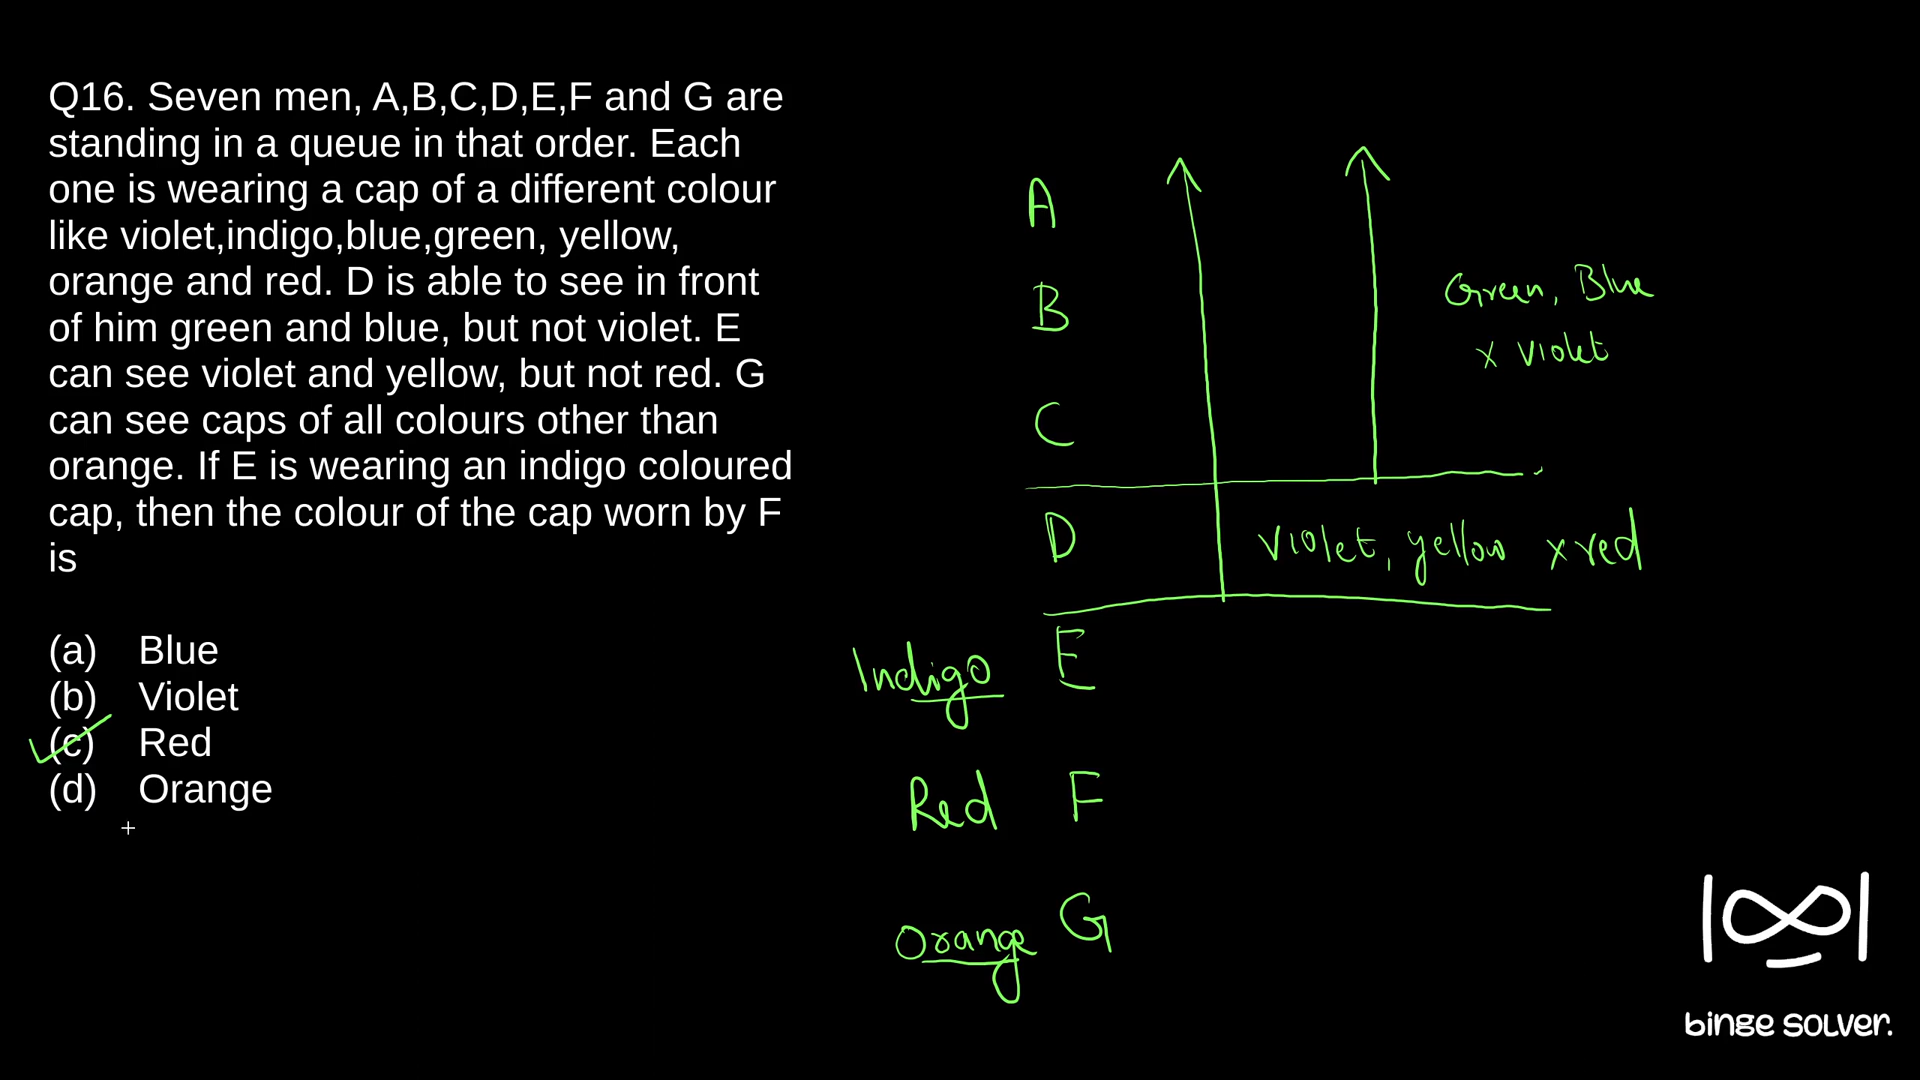 Q16. Seven men, A,B,C,D,E,F and G are
standing in a queue in that order. Each
one is wearing a cap of a different colour
like violet,indigo,blue,green, yellow,
orange and red. D is able to see in front
of him green and blue, but not violet. E
can see violet and yellow, but not red. G
can see caps of all colours other than
orange. If E is wearing an indigo coloured
cap, then the colour of the cap worn by F
is
(a) Blue
(b) Violet
(c) Red
(d) Orange
A
B
Green, Blue
x violet
C
D violet, yellow x red
Indigo E
Red F
Orange G
binge solver.